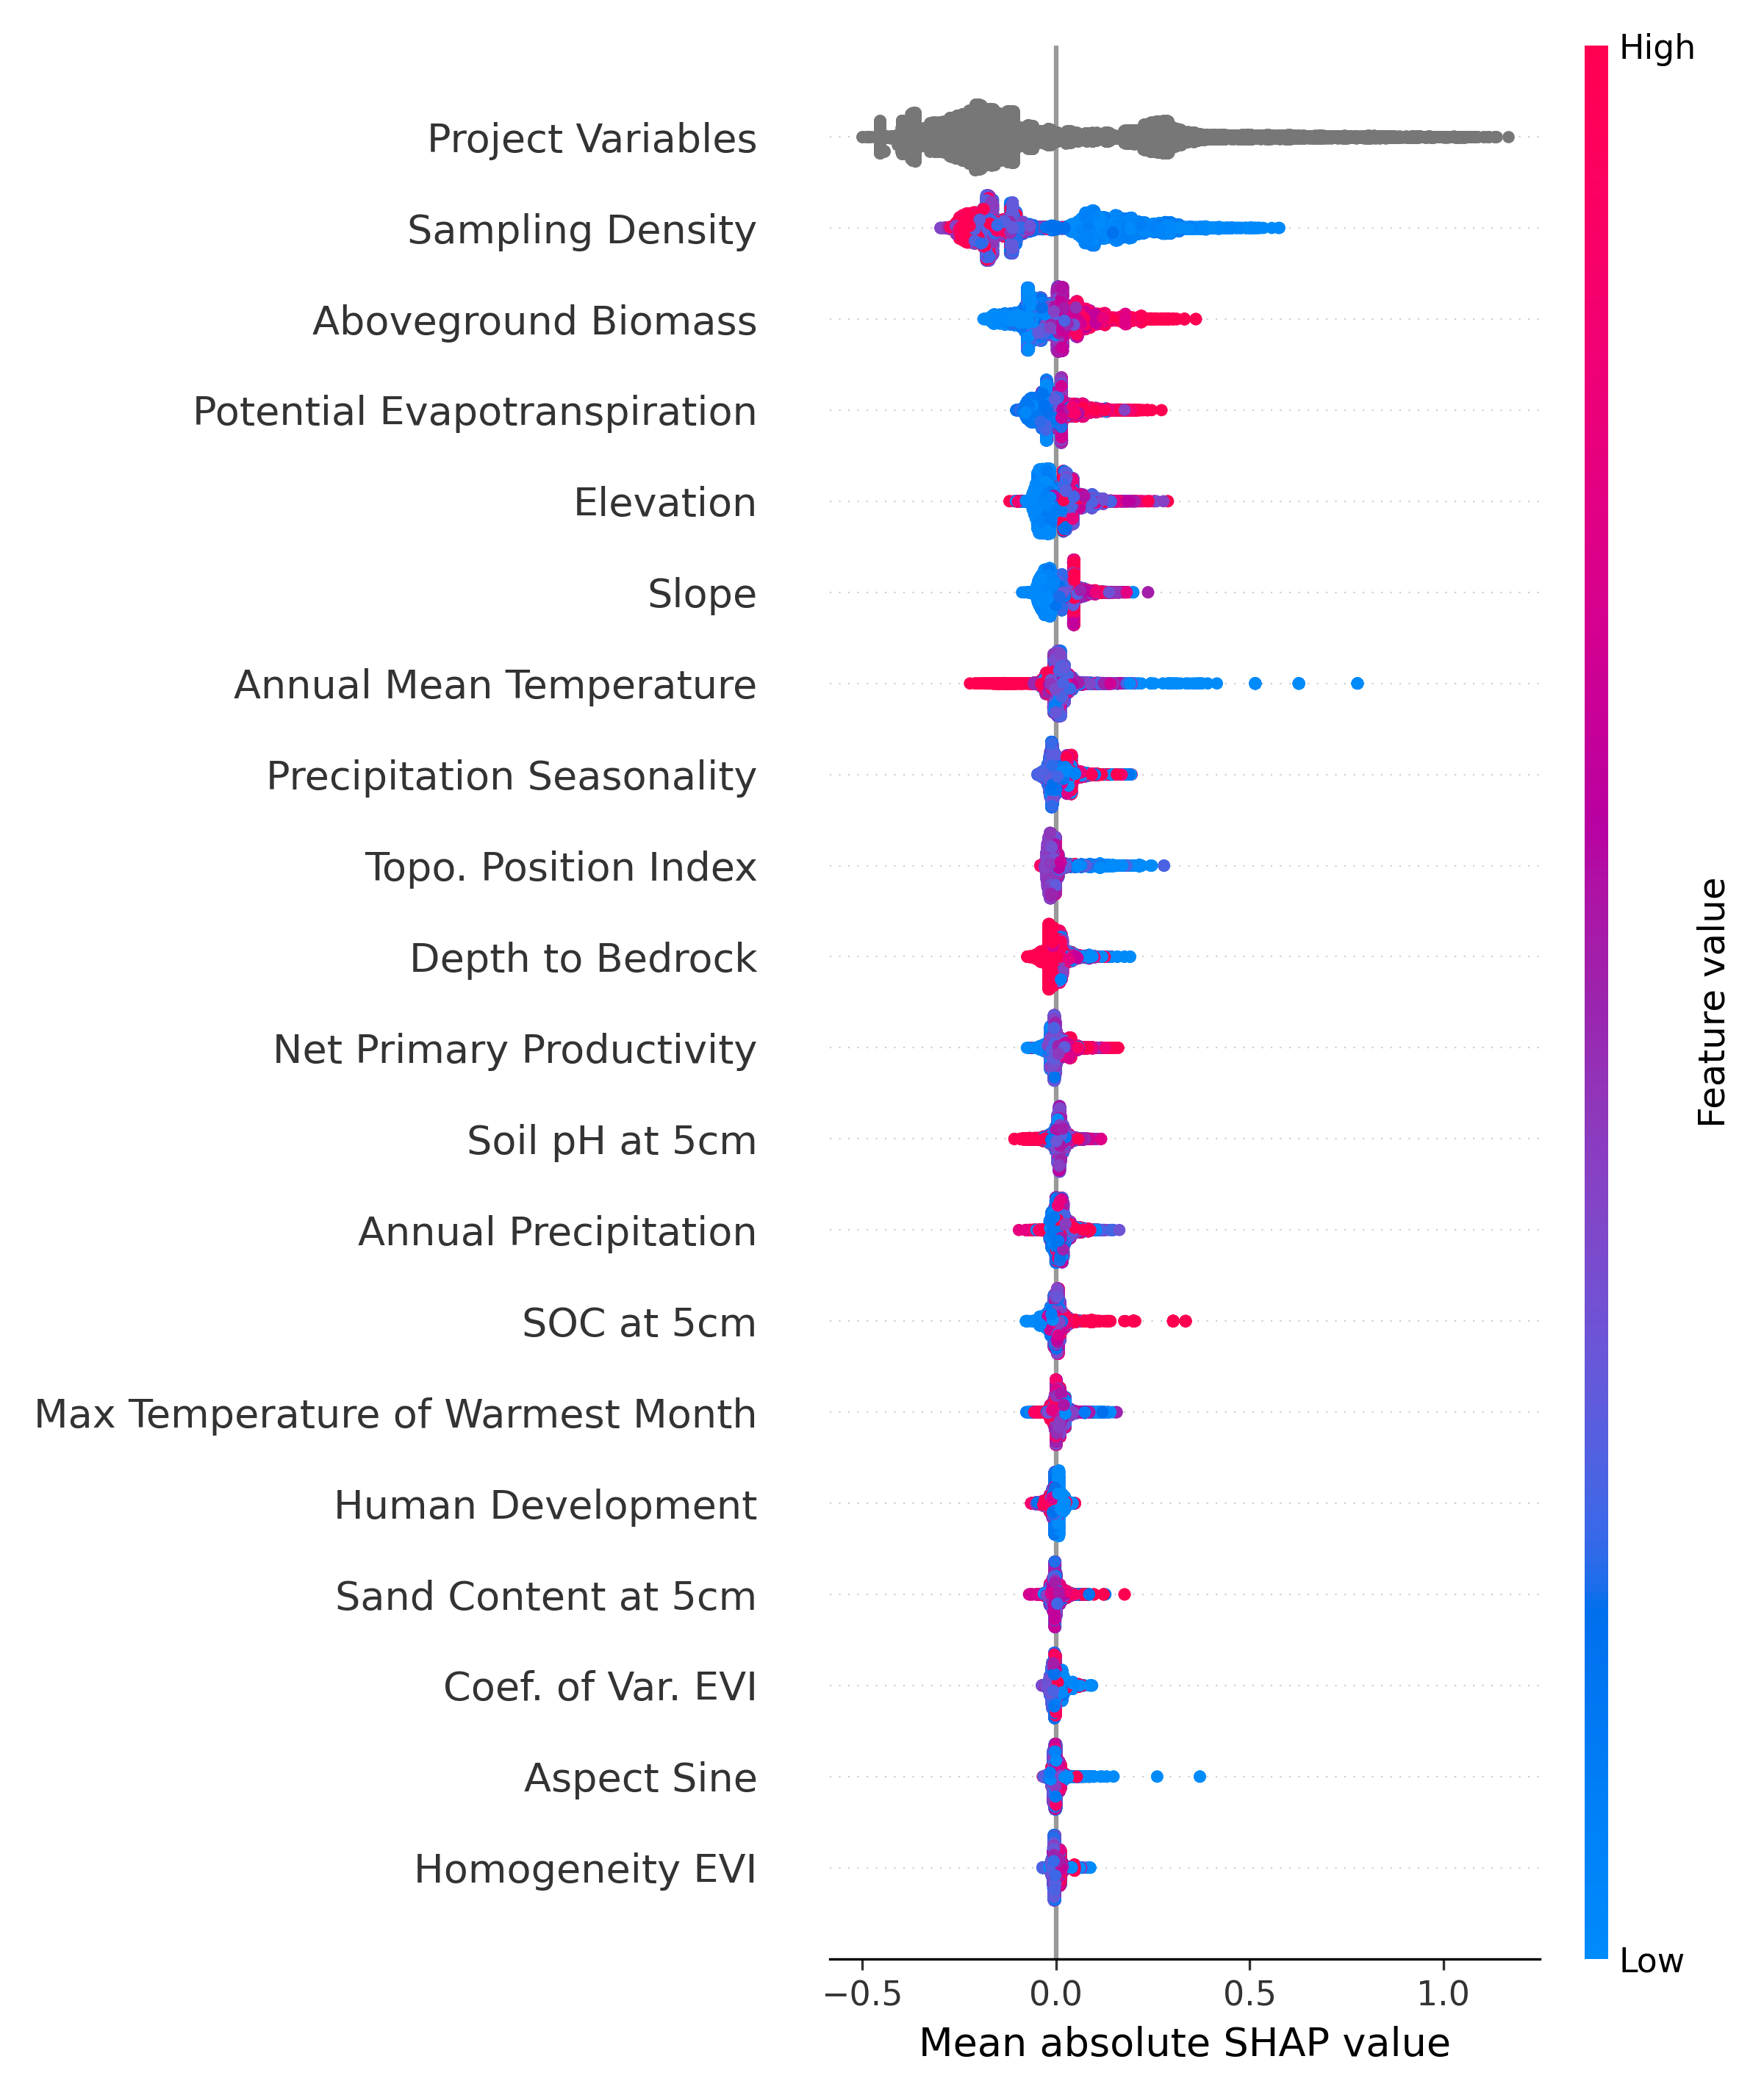 High
Project Variables
Sampling Density
Aboveground Biomass
Potential Evapotranspiration
Elevation
Slope
Annual Mean Temperature
Precipitation Seasonality
Topo. Position Index
Depth to Bedrock
Net Primary Productivity
Soil pH at 5cm
Annual Precipitation
SOC at 5cm
Max Temperature of Warmest Month
Human Development
Sand Content at 5cm
Coef. of Var. EVI
Aspect Sine
Homogeneity EVI
Feature value
Low
−0.5 0.0 0.5 1.0
Mean absolute SHAP value